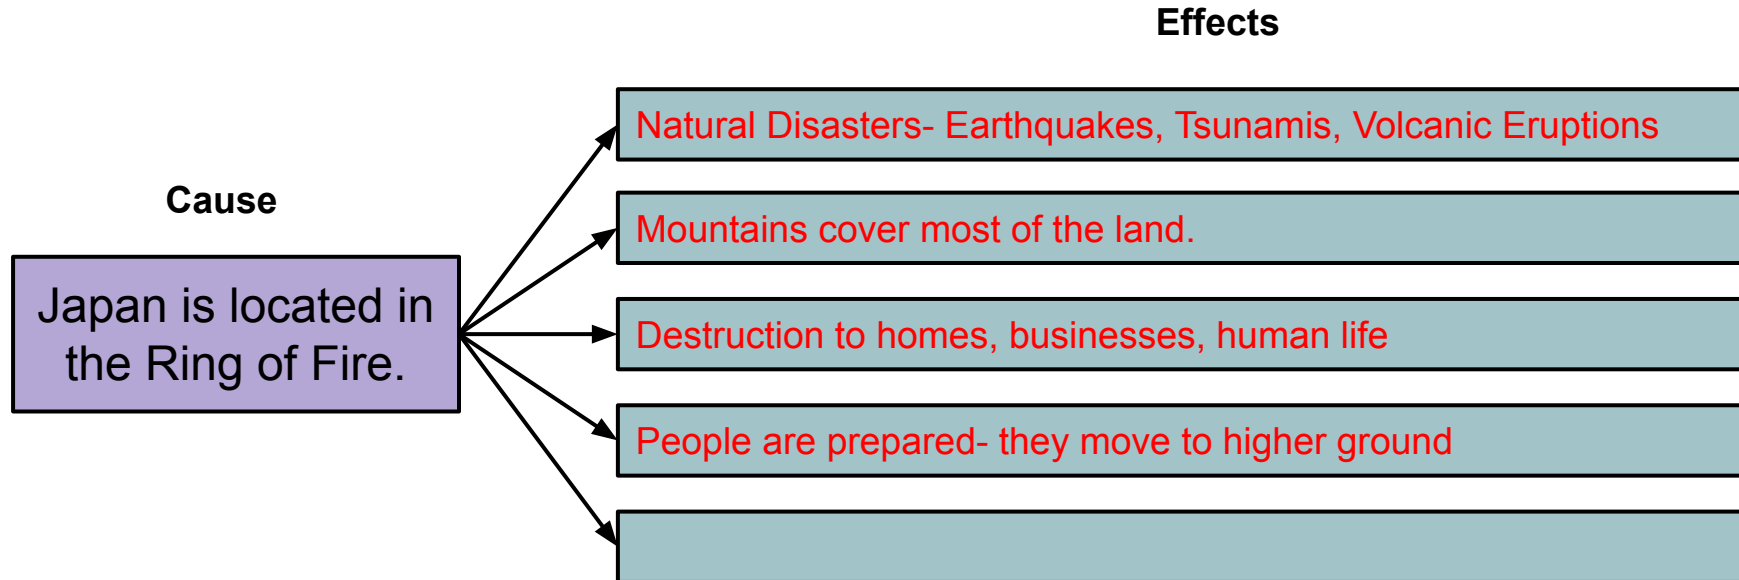 Effects
Cause
Japan is located in
the Ring of Fire.
Natural Disasters- Earthquakes, Tsunamis, Volcanic Eruptions
Mountains cover most of the land.
Destruction to homes, businesses, human life
People are prepared- they move to higher ground